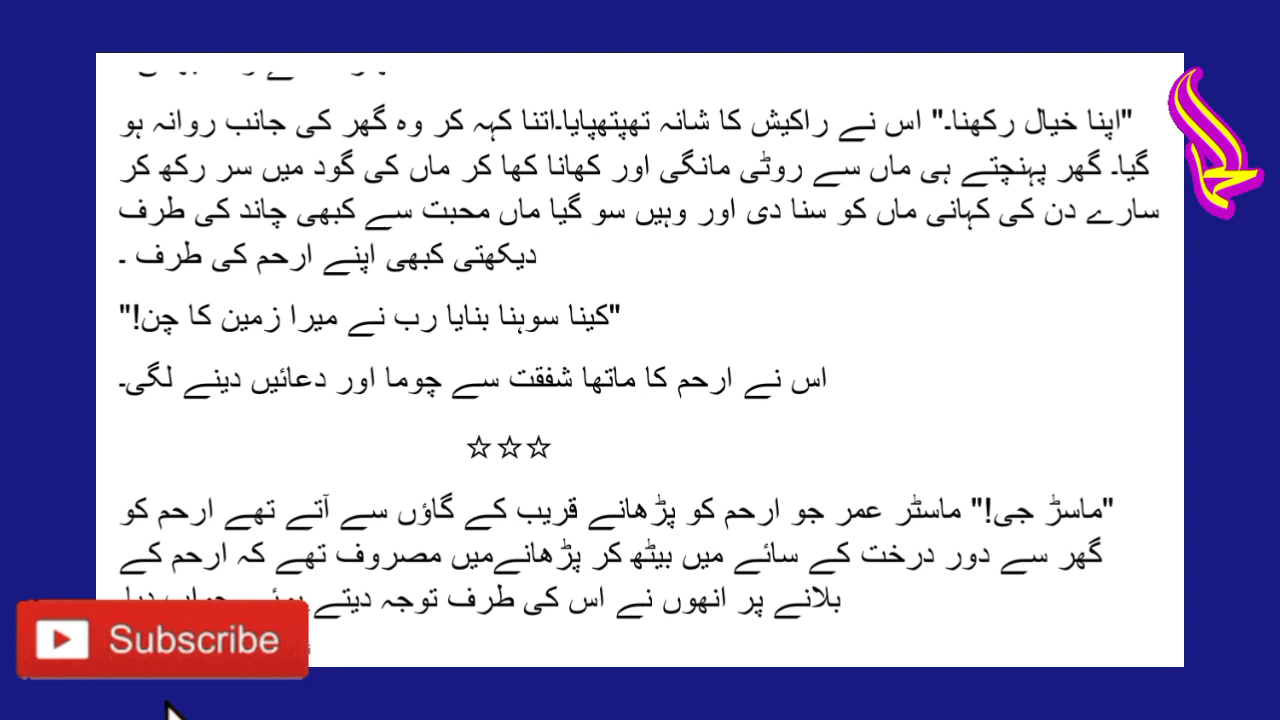 "اپنا خیال رکھنا۔" اس نے راکیش کا شانہ تھپتھپایا۔اتنا کہہ کر وہ گھر کی جانب روانہ ہو
گیا۔ گھر پہنچتے ہی ماں سے روٹی مانگی اور کھانا کھا کر ماں کی گود میں سر رکھ کر
سارے دن کی کہانی ماں کو سنا دی اور وہیں سو گیا ماں محبت سے کبھی چاند کی طرف
دیکھتی کبھی اپنے ارحم کی طرف ۔
"کینا سوہنا بنایا رب نے میرا زمین کا چن!"
اس نے ارحم کا ماتھا شفقت سے چوما اور دعائیں دینے لگی۔
☆☆☆
"ماسڑ جی!" ماسٹر عمر جو ارحم کو پڑھانے قریب کے گاؤں سے آتے تھے ارحم کو
گھر سے دور درخت کے سائے میں بیٹھ کر پڑھانےمیں مصروف تھے کہ ارحم کے
بلانے پر انھوں نے اس کی طرف توجہ دیتے
Subscribe